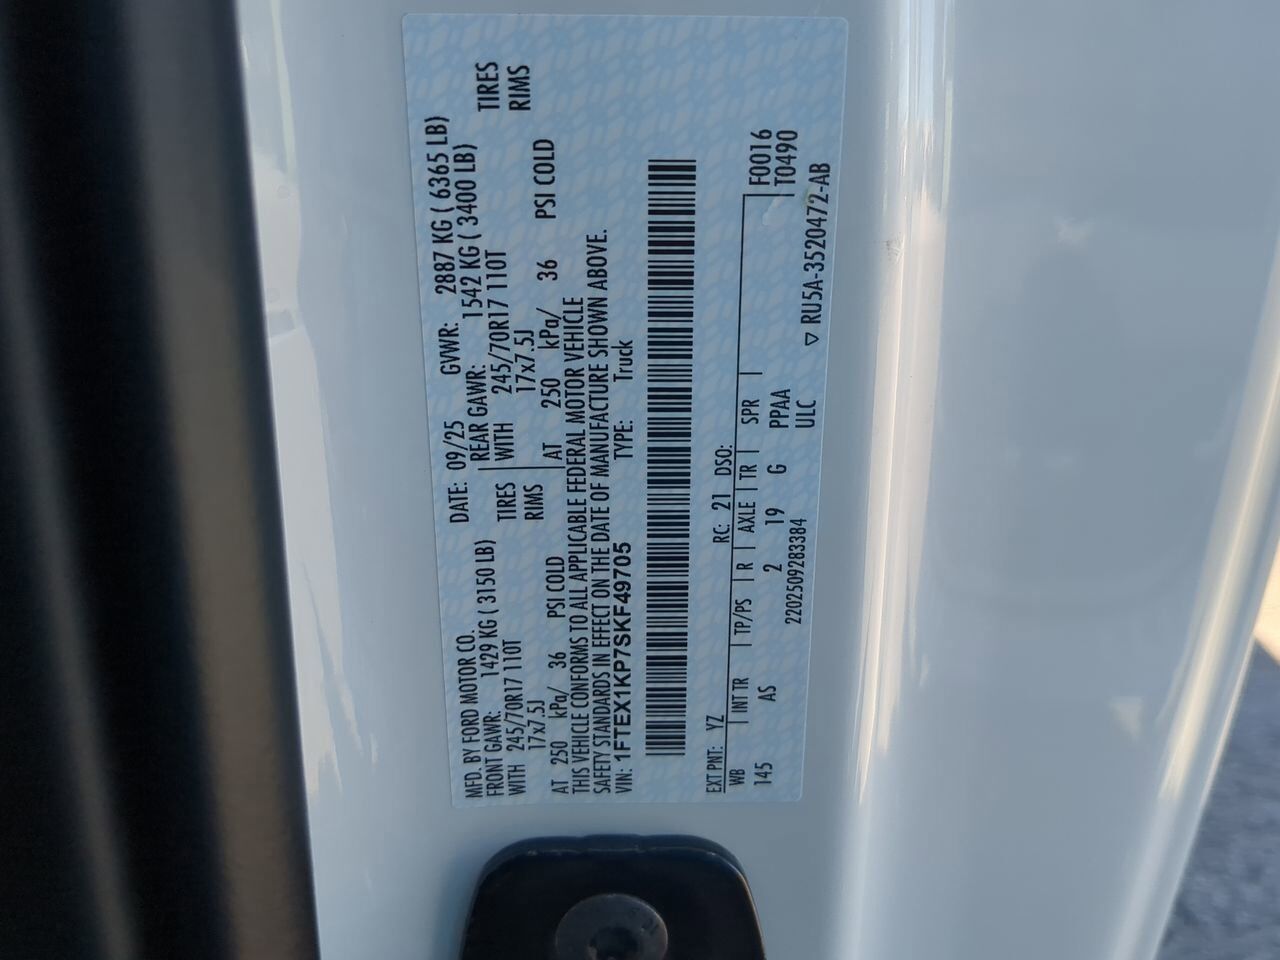 MFD. BY FORD MOTOR CO. DATE: 09/25 GVWR: 2887 KG ( 6365 LB)
FRONT GAWR: 1429 KG ( 3150 LB) REAR GAWR: 1542 KG ( 3400 LB)
WITH 245/70R17 110T TIRES WITH 245/70R17 110T TIRES
17x7.5J RIMS 17x7.5J RIMS
AT 250 kPa/ 36 PSI COLD AT 250 kPa/ 36 PSI COLD
THIS VEHICLE CONFORMS TO ALL APPLICABLE FEDERAL MOTOR VEHICLE
SAFETY STANDARDS IN EFFECT ON THE DATE OF MANUFACTURE SHOWN ABOVE.
VIN: 1FTEX1KP7SKF49705 TYPE: Truck
EXT PNT: YZ RC: 21 DSO: F0016
WB INT TR TP/PS R AXLE TR SPR T0490
145 AS 2 19 G PPAA
2202509283384 ULC ▽ RU5A-3520472-AB